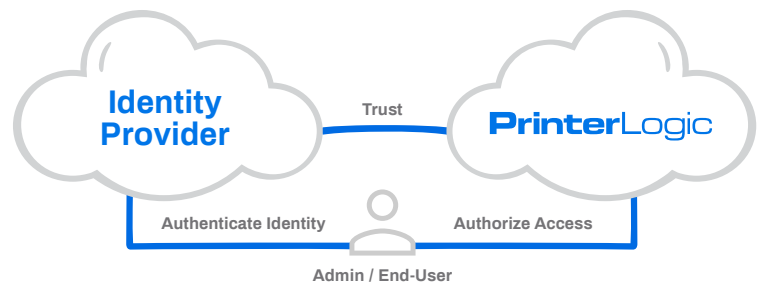 Identity
Provider
Trust
PrinterLogic
Authenticate Identity
Authorize Access
Admin / End-User